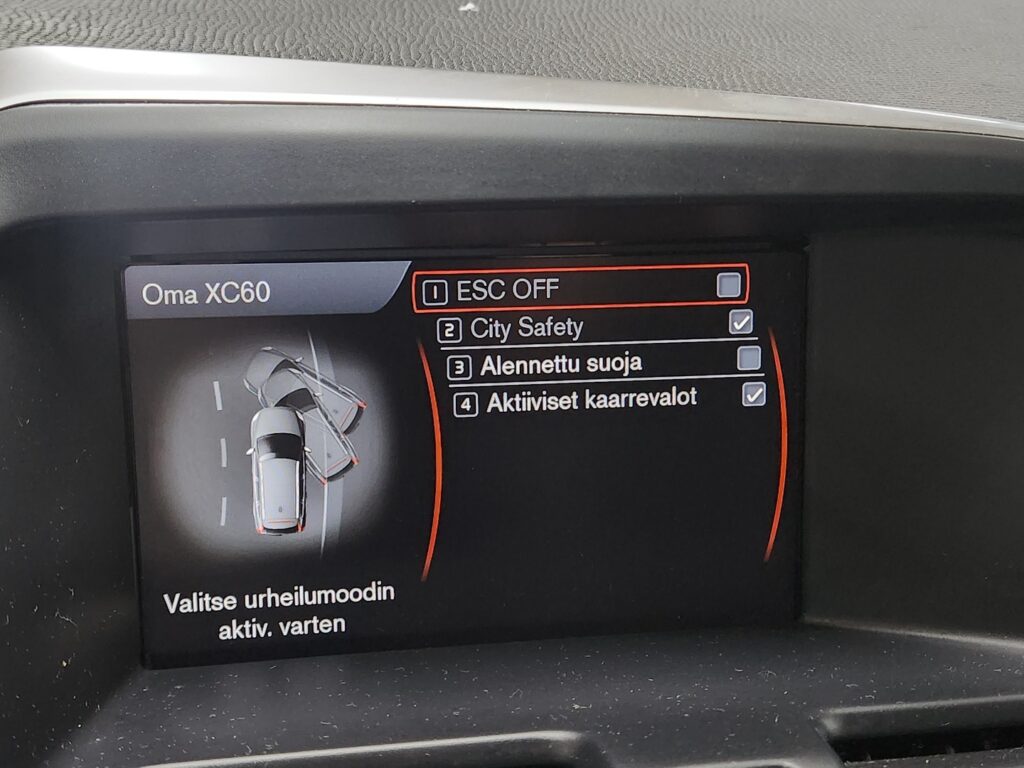 Oma XC60
1 ESC OFF
2 City Safety
3 Alennettu suoja
4 Aktiiviset kaarrevalot
Valitse urheilumoodin
aktiv. varten